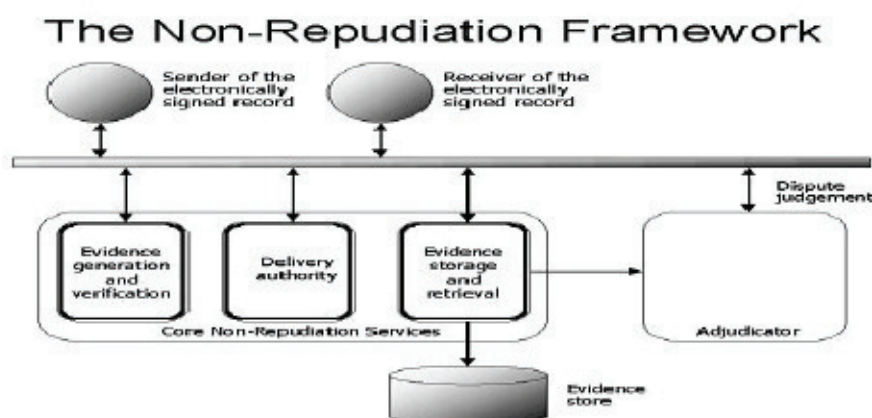 The Non-Repudiation Framework
Sender of the
electronically
signed record
Receiver of the
electronically
signed record
Dispute
judgement
Evidence
generation
and
verification
Delivery
authority
Evidence
storage
and
retrieval
Core Non-Repudiation Services
Adjudicator
Evidence
store